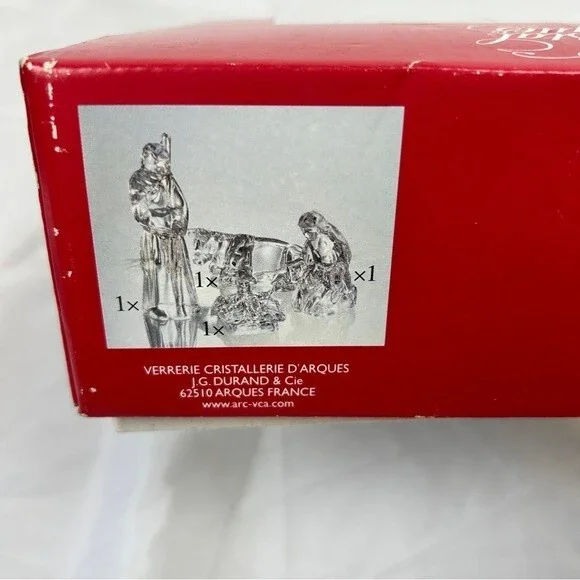 1×
1×
×1
1×
VERRERIE CRISTALLERIE D'ARQUES
J.G. DURAND & Cie
62510 ARQUES FRANCE
www.arc-vca.com